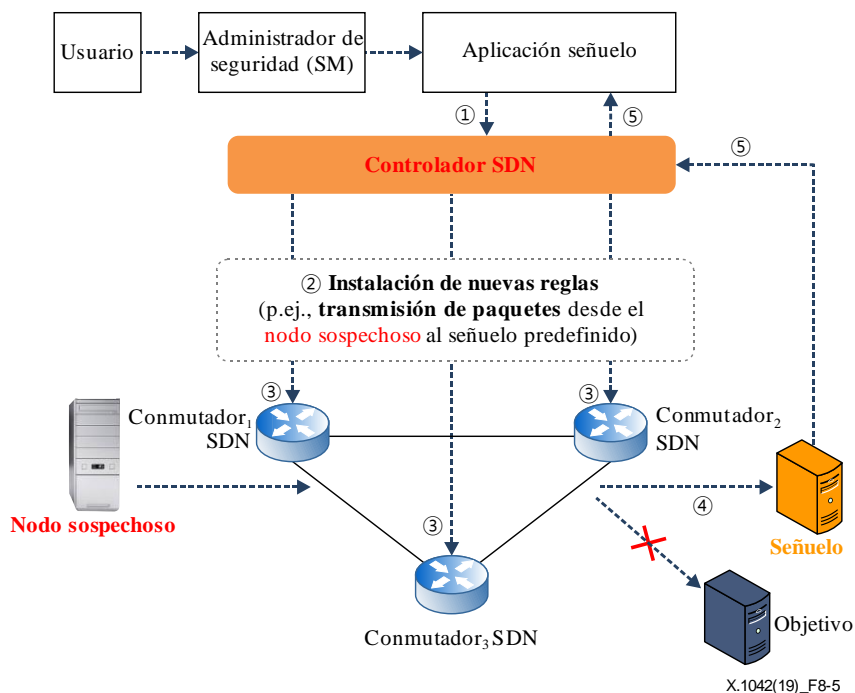 Usuario
Administrador de
seguridad (SM)
Aplicación señuelo
①
⑤
⑤
Controlador SDN
② Instalación de nuevas reglas
(p.ej., transmisión de paquetes desde el
nodo sospechoso al señuelo predefinido)
③
③
Conmutador₁
SDN
Conmutador₂
SDN
Nodo sospechoso
③
④
Señuelo
Conmutador₃ SDN
Objetivo
X.1042(19)_F8-5